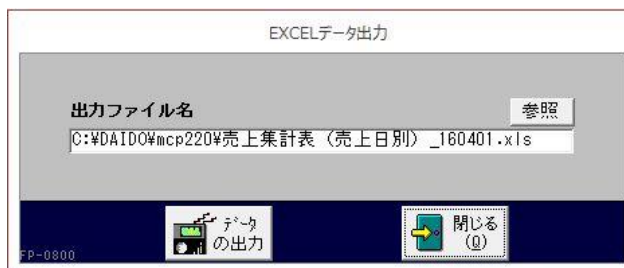 EXCELデータ出力
出力ファイル名
参照
C:¥DAIDO¥mcp220¥売上集計表（売上日別）_160401.xls
データ
の出力
閉じる
(Q)
FP-0800